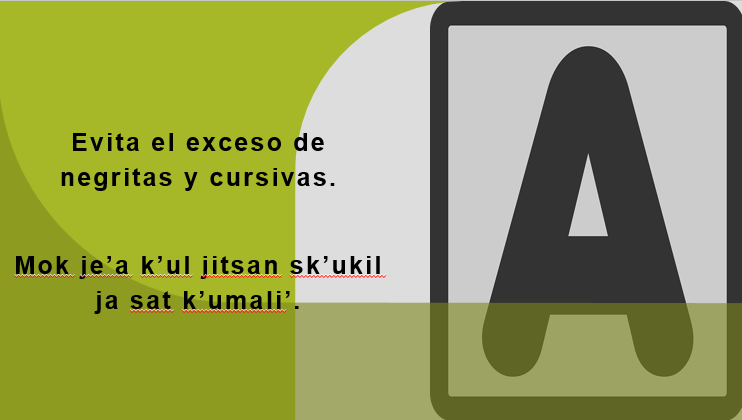 Evita el exceso de
negritas y cursivas.
Mok je’a k’ul jitsan sk’ukil
ja sat k’umali’.
A